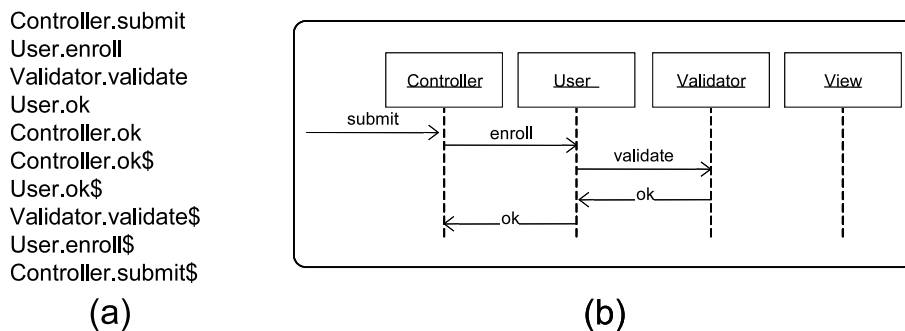 Controller.submit
User.enroll
Validator.validate
User.ok
Controller.ok
Controller.ok$
User.ok$
Validator.validate$
User.enroll$
Controller.submit$
(a)
Controller
User
Validator
View
submit
enroll
validate
ok
ok
(b)